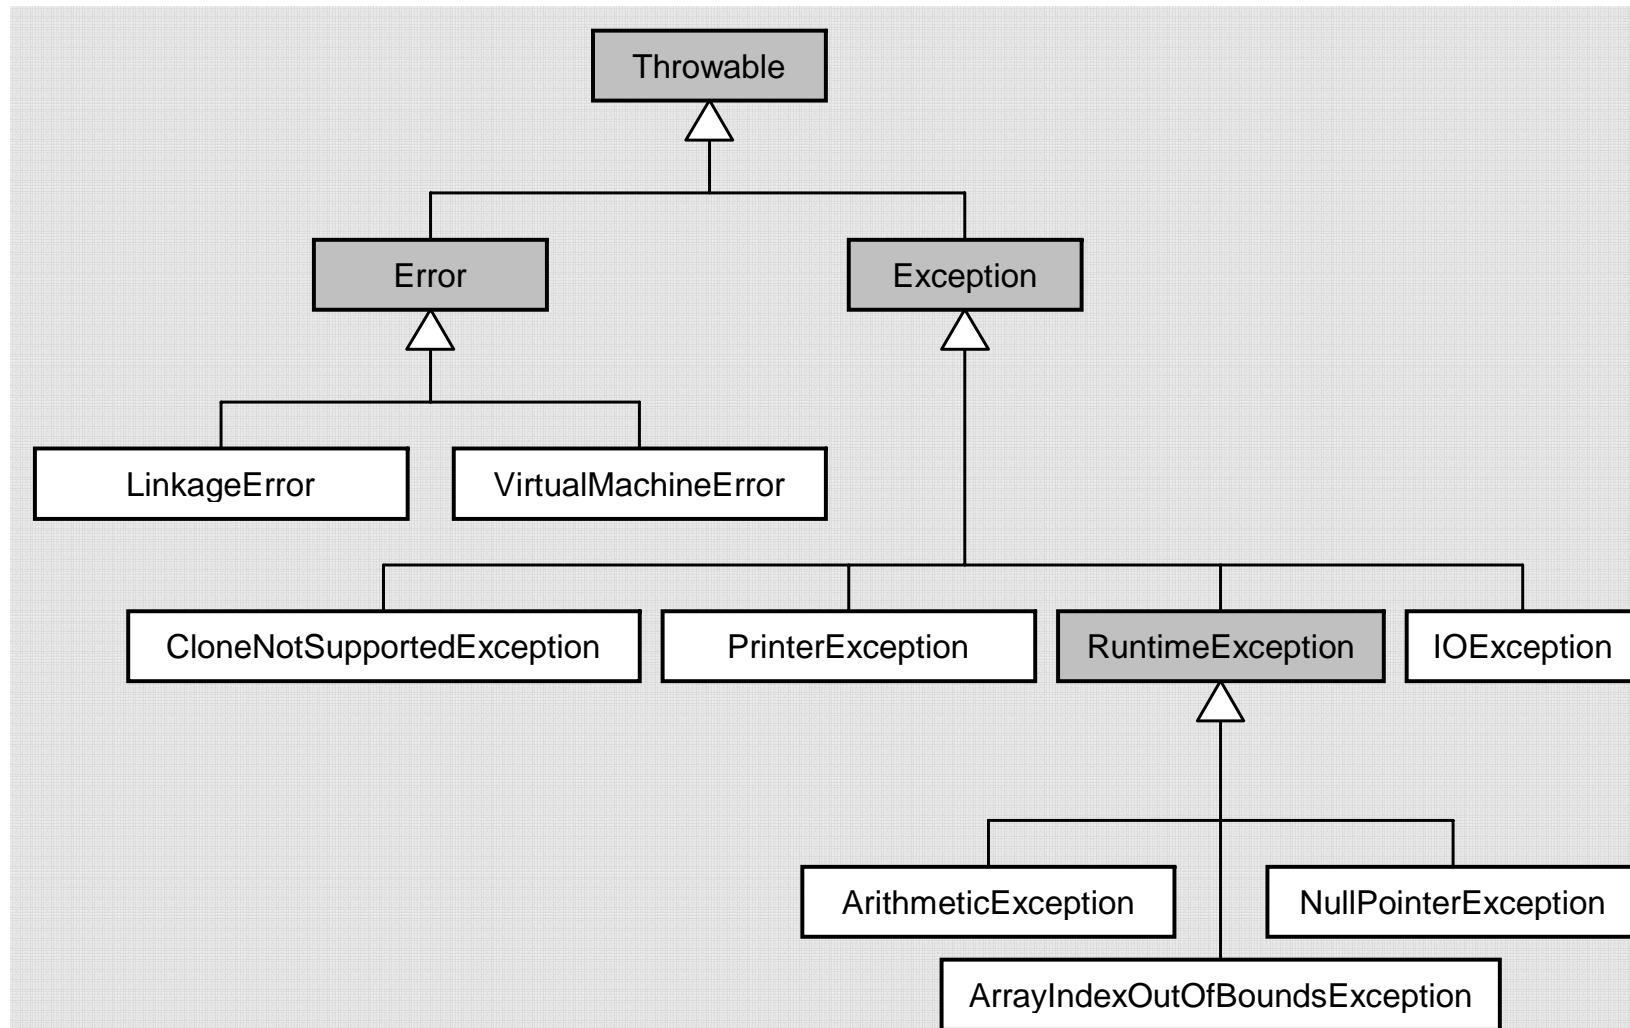 Throwable
Error
Exception
LinkageError
VirtualMachineError
CloneNotSupportedException
PrinterException
RuntimeException
IOException
ArithmeticException
NullPointerException
ArrayIndexOutOfBoundsException